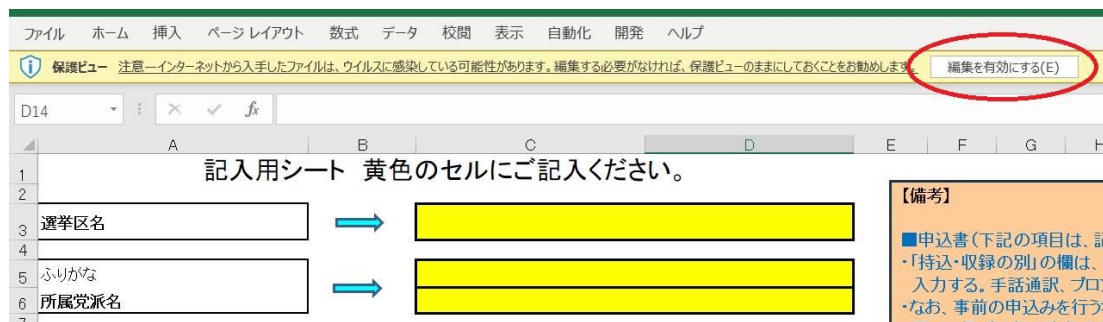 ファイル ホーム 挿入 ページ レイアウト 数式 データ 校閲 表示 自動化 開発 ヘルプ
保護ビュー 注意—インターネットから入手したファイルは、ウイルスに感染している可能性があります。編集する必要がなければ、保護ビューのままにしておくことをお勧めします。 編集を有効にする(E)
D14 fx
A B C D E F G H
1 記入用シート 黄色のセルにご記入ください。
2 【備考】
3 選挙区名
4 ■申込書(下記の項目は、記
5 ふりがな ・「持込・収録の別」の欄は、
入力する。手話通訳、プロン
6 所属党派名 ・なお、事前の申込みを行う